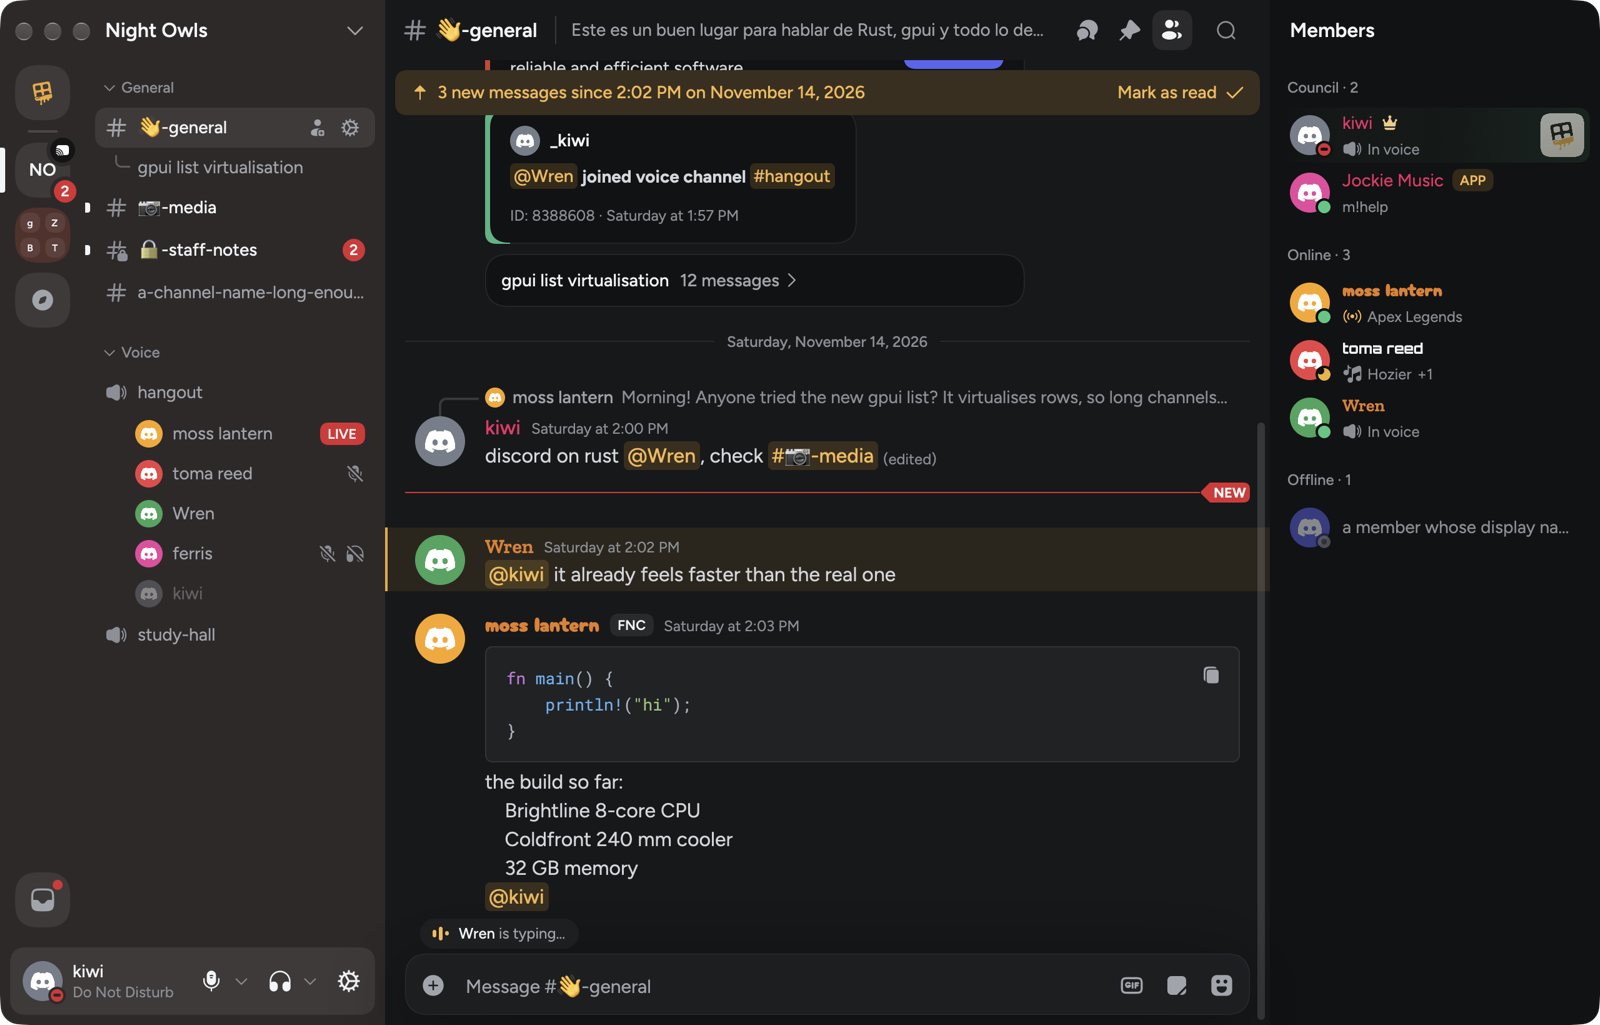 Night Owls
General
👋-general
gpui list virtualisation
📷-media
🔒-staff-notes
2
a-channel-name-long-enou...
Voice
hangout
moss lantern
LIVE
toma reed
Wren
ferris
kiwi
study-hall
NO
2
g Z
B T
kiwi
Do Not Disturb
👋-general
Este es un buen lugar para hablar de Rust, gpui y todo lo de...
reliable and efficient software
3 new messages since 2:02 PM on November 14, 2026
Mark as read
_kiwi
@Wren joined voice channel #hangout
ID: 8388608 · Saturday at 1:57 PM
gpui list virtualisation 12 messages
Saturday, November 14, 2026
moss lantern Morning! Anyone tried the new gpui list? It virtualises rows, so long channels...
kiwi Saturday at 2:00 PM
discord on rust @Wren, check #📷-media (edited)
NEW
Wren Saturday at 2:02 PM
@kiwi it already feels faster than the real one
moss lantern FNC Saturday at 2:03 PM
fn main() {
    println!("hi");
}
the build so far:
Brightline 8-core CPU
Coldfront 240 mm cooler
32 GB memory
@kiwi
Wren is typing...
Message #👋-general
GIF
Members
Council · 2
kiwi
In voice
Jockie Music APP
m!help
Online · 3
moss lantern
Apex Legends
toma reed
Hozier +1
Wren
In voice
Offline · 1
a member whose display na...